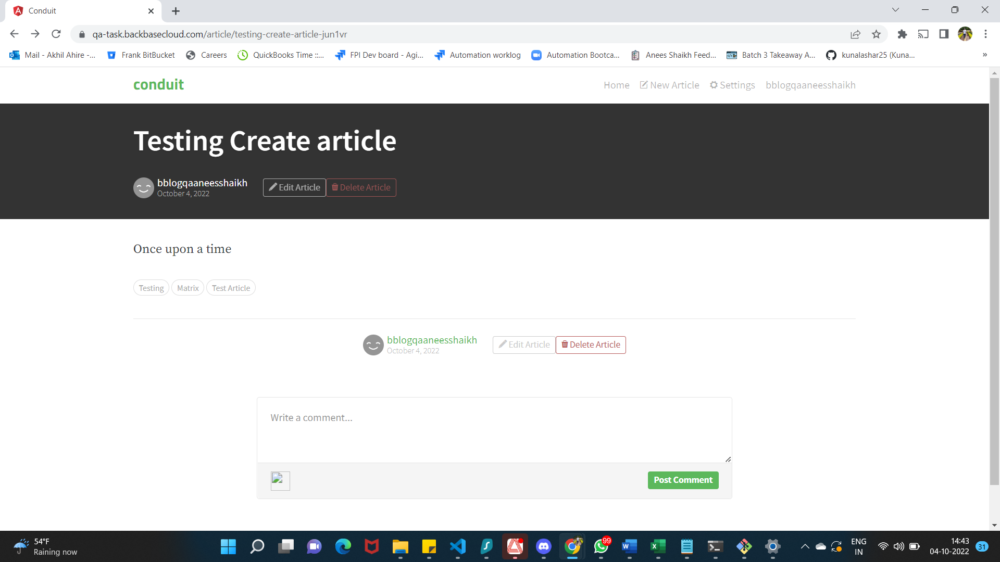 Conduit
qa-task.backbasecloud.com/article/testing-create-article-jun1vr
Mail - Akhil Ahire -...
Frank BitBucket
Careers
QuickBooks Time ::...
FPI Dev board - Agi...
Automation worklog
Automation Bootca...
Anees Shaikh Feed...
Batch 3 Takeaway A...
kunalashar25 (Kuna...
»
conduit
Home
New Article
Settings
bblogqaaneesshaikh
Testing Create article
bblogqaaneesshaikh
October 4, 2022
Edit Article
Delete Article
Once upon a time
Testing
Matrix
Test Article
bblogqaaneesshaikh
October 4, 2022
Edit Article
Delete Article
Write a comment...
Post Comment
54°F
Raining now
99
ENG
IN
14:43
04-10-2022
31